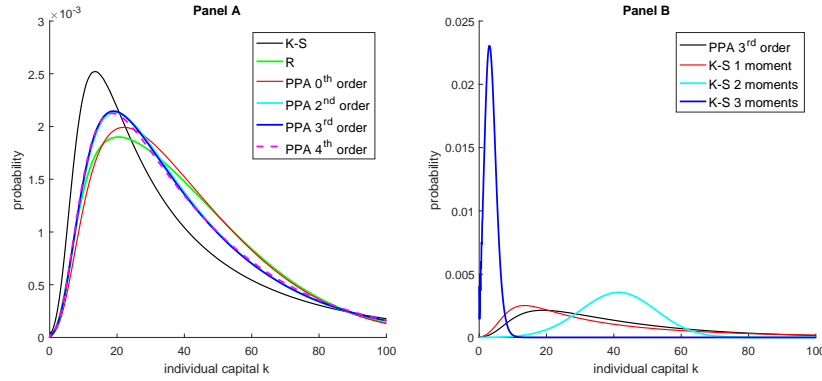 Panel A
×10⁻³
3
2.5
2
1.5
1
0.5
0
probability
0 20 40 60 80 100
individual capital k
K-S
R
PPA 0th order
PPA 2nd order
PPA 3rd order
PPA 4th order
Panel B
0.025
0.02
0.015
0.01
0.005
0
probability
0 20 40 60 80 100
individual capital k
PPA 3rd order
K-S 1 moment
K-S 2 moments
K-S 3 moments